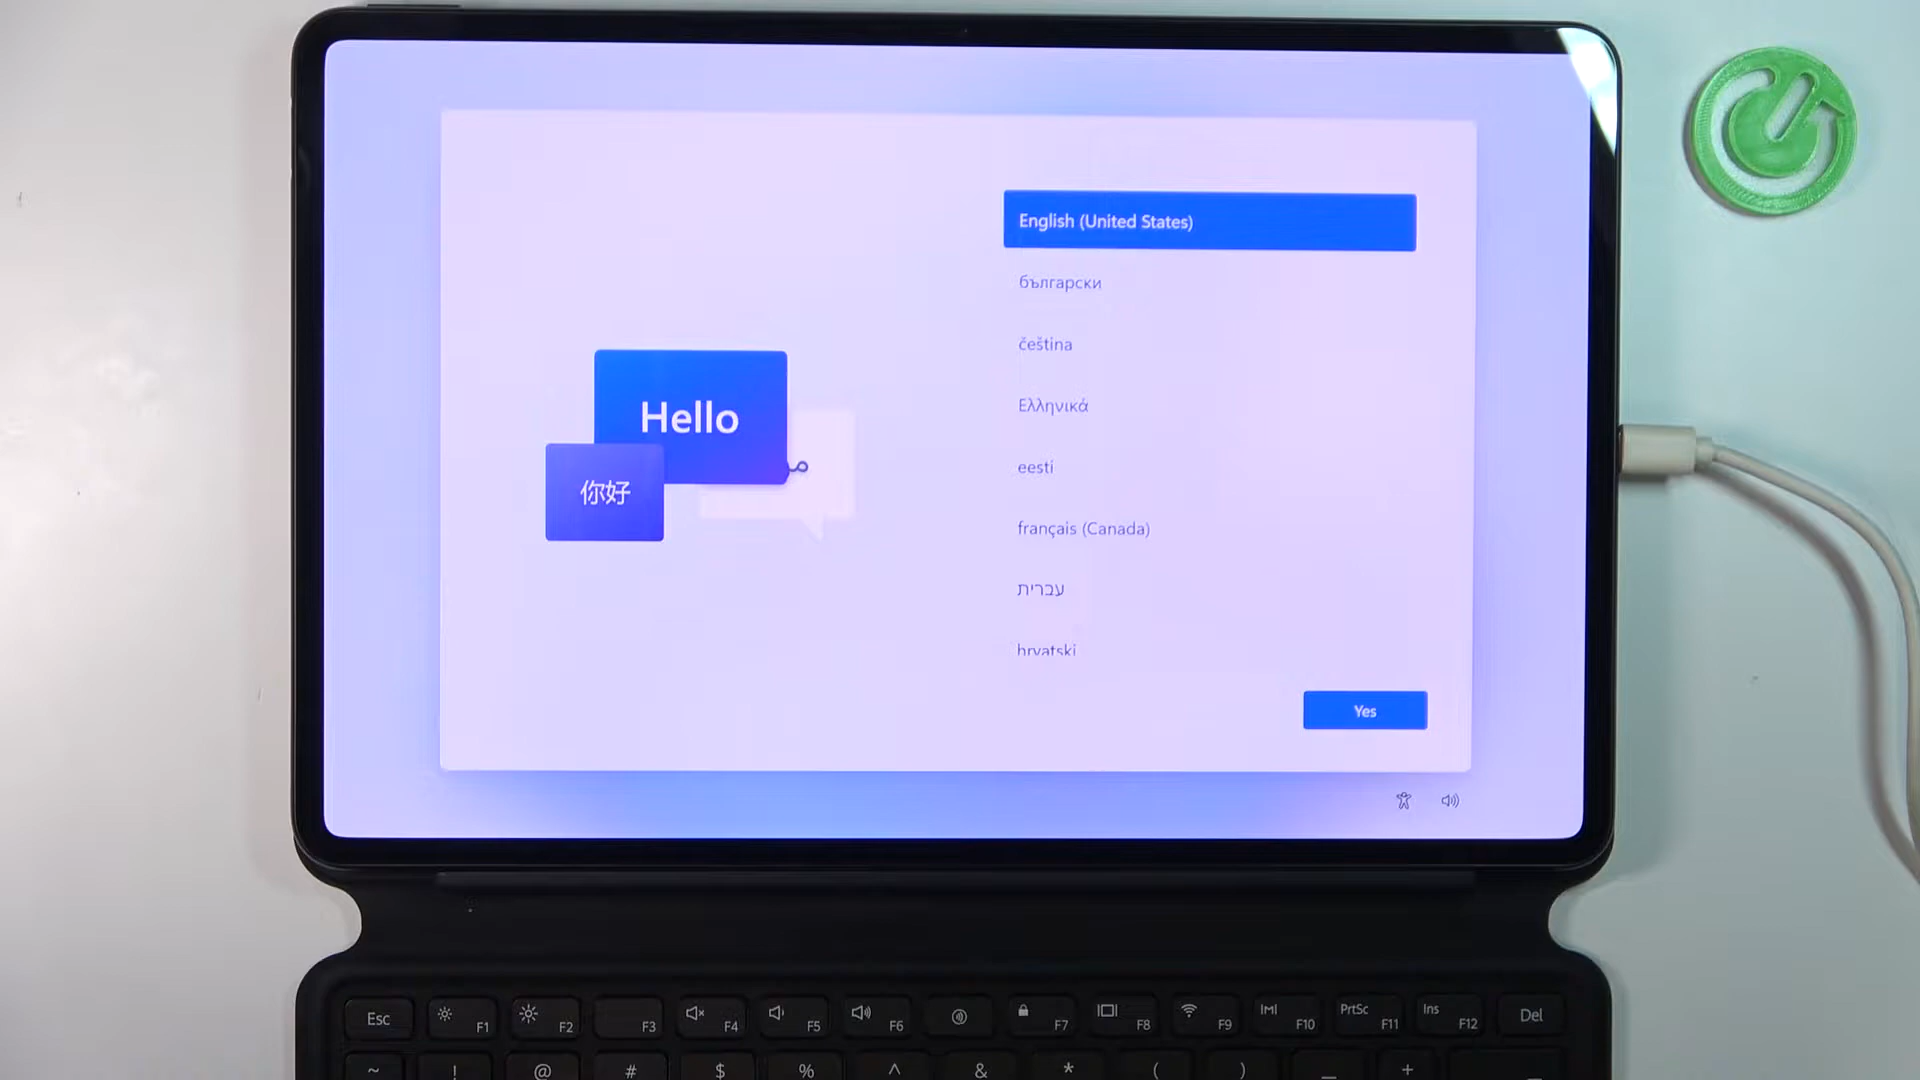 English (United States)
български
čeština
Ελληνικά
eesti
français (Canada)
עברית
hrvatski
Hello
你好
Yes
Esc F1 F2 F3 F4 F5 F6 F7 F8 F9 F10 PrtSc F11 Ins F12 Del
~ ! @ # $ % ^ & * ( ) _ +